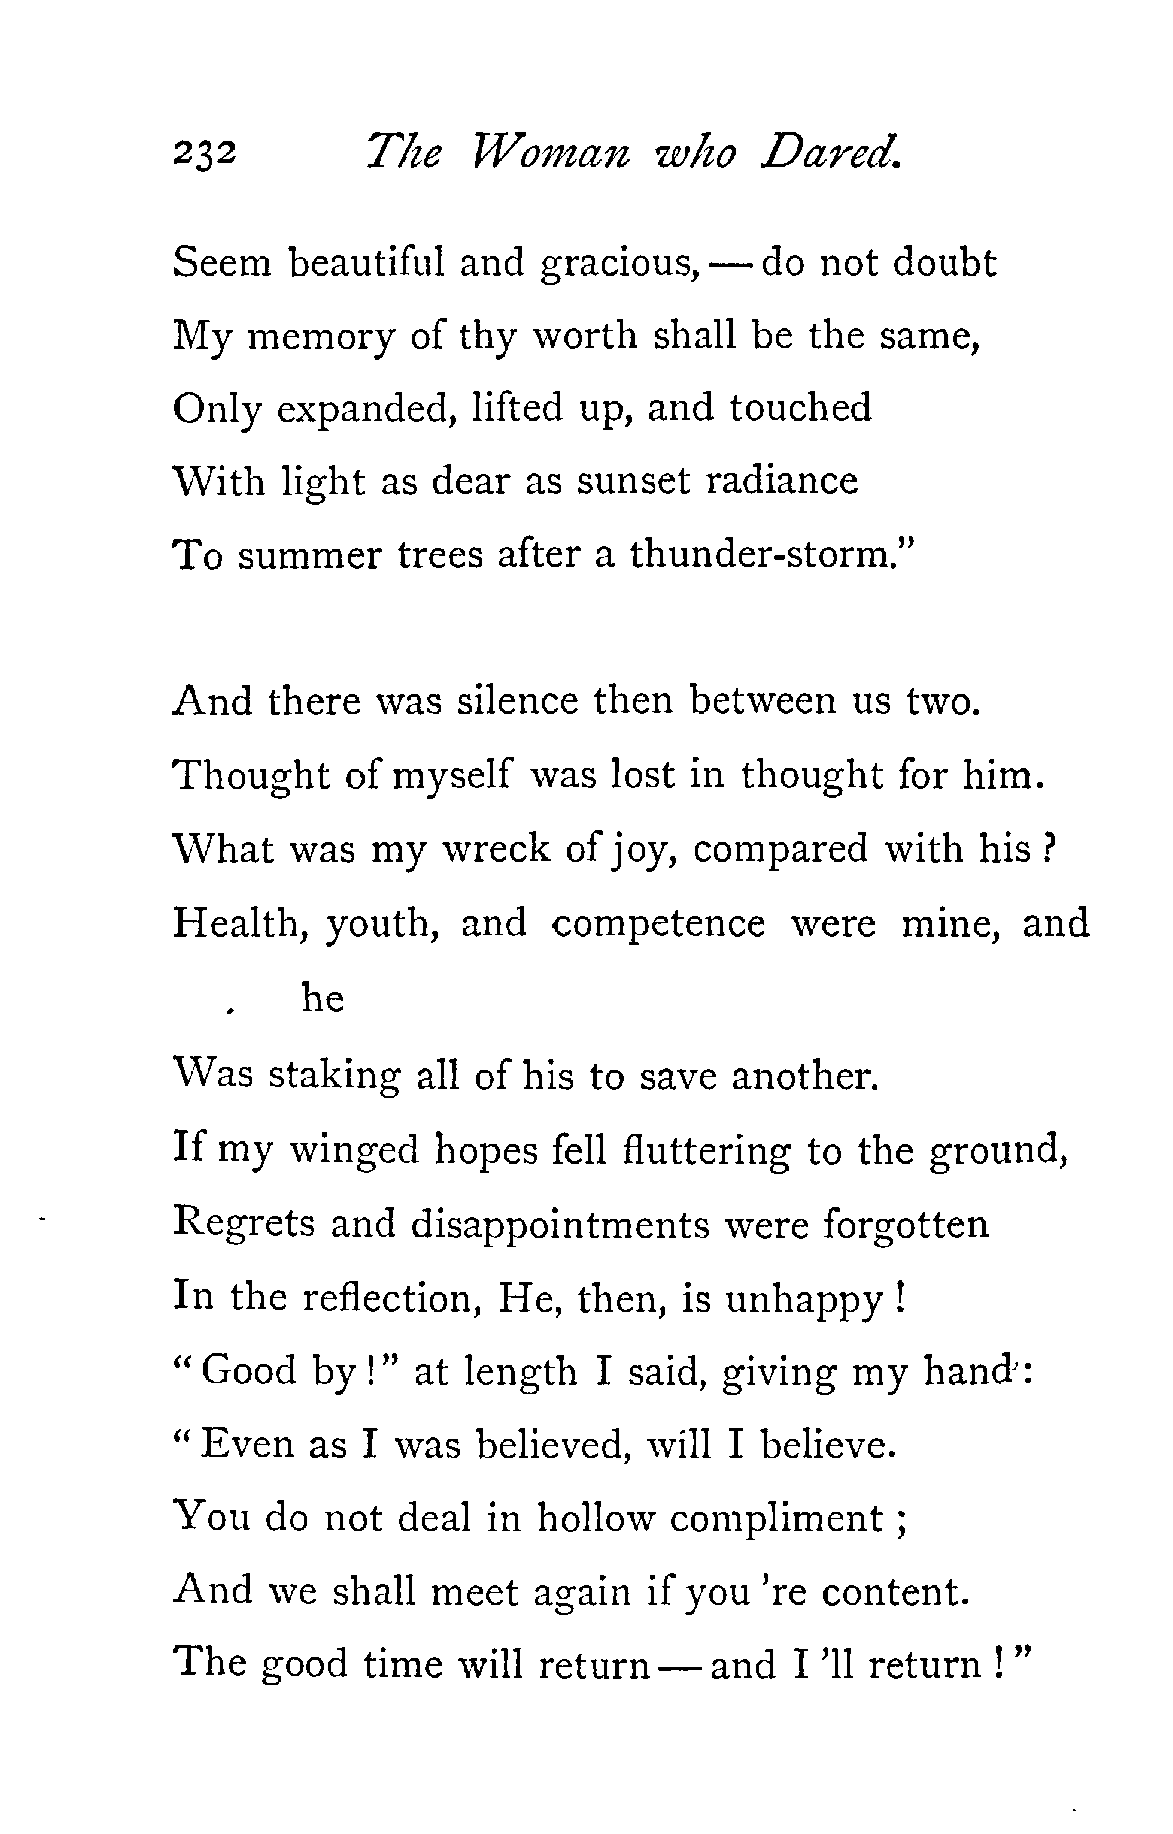 232 The Woman who Dared.
Seem beautiful and gracious, — do not doubt
My memory of thy worth shall be the same,
Only expanded, lifted up, and touched
With light as dear as sunset radiance
To summer trees after a thunder-storm."
And there was silence then between us two.
Thought of myself was lost in thought for him.
What was my wreck of joy, compared with his ?
Health, youth, and competence were mine, and
he
Was staking all of his to save another.
If my winged hopes fell fluttering to the ground,
Regrets and disappointments were forgotten
In the reflection, He, then, is unhappy !
" Good by !" at length I said, giving my hand :
" Even as I was believed, will I believe.
You do not deal in hollow compliment ;
And we shall meet again if you 're content.
The good time will return — and I 'll return ! "